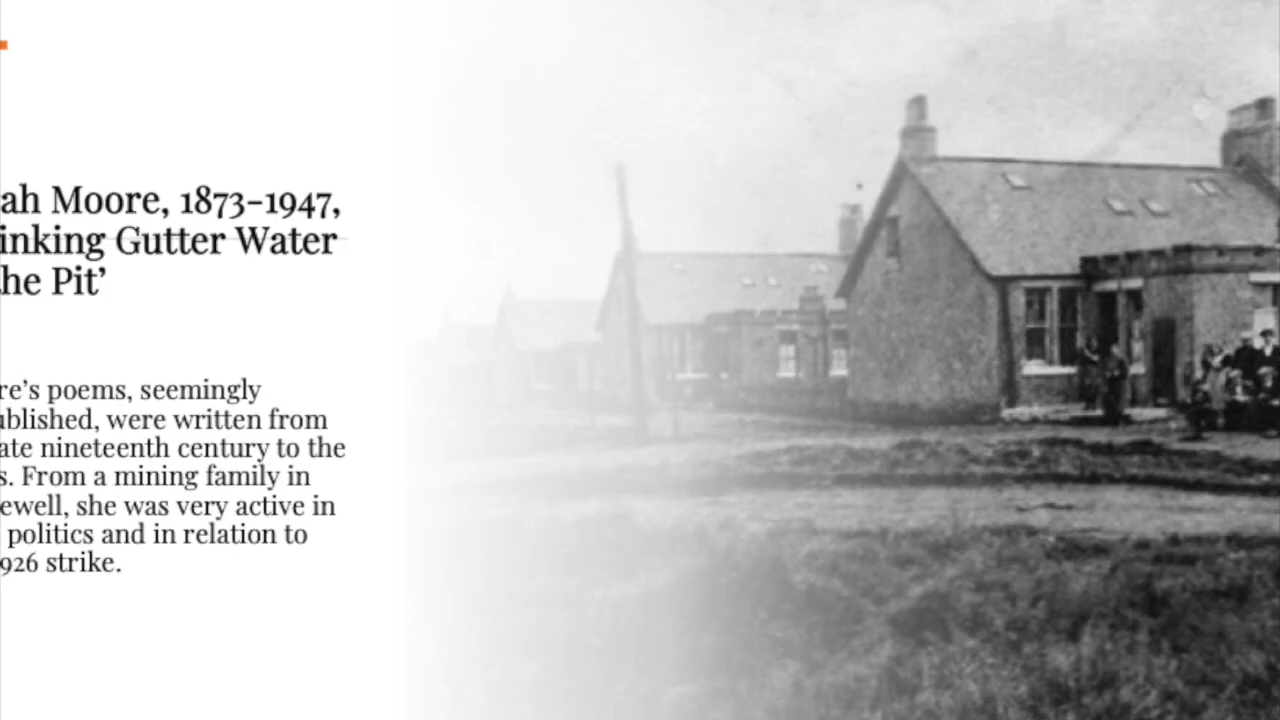 ah Moore, 1873–1947,
inking Gutter Water
he Pit’
re’s poems, seemingly
ublished, were written from
ate nineteenth century to the
s. From a mining family in
ewell, she was very active in
politics and in relation to
926 strike.